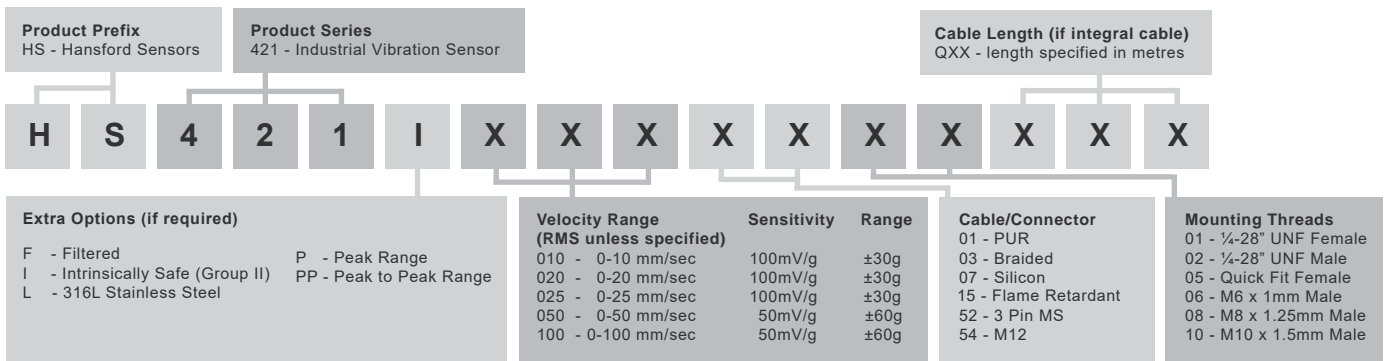 Product Prefix
HS - Hansford Sensors
Product Series
421 - Industrial Vibration Sensor
Cable Length (if integral cable)
QXX - length specified in metres
H S 4 2 1 I X X X X X X X X X X
Extra Options (if required)
F - Filtered
I - Intrinsically Safe (Group II)
L - 316L Stainless Steel
P - Peak Range
PP - Peak to Peak Range
Velocity Range Sensitivity Range
(RMS unless specified)
010 - 0-10 mm/sec 100mV/g ±30g
020 - 0-20 mm/sec 100mV/g ±30g
025 - 0-25 mm/sec 100mV/g ±30g
050 - 0-50 mm/sec 50mV/g ±60g
100 - 0-100 mm/sec 50mV/g ±60g
Cable/Connector
01 - PUR
03 - Braided
07 - Silicon
15 - Flame Retardant
52 - 3 Pin MS
54 - M12
Mounting Threads
01 - ¼-28” UNF Female
02 - ¼-28” UNF Male
05 - Quick Fit Female
06 - M6 x 1mm Male
08 - M8 x 1.25mm Male
10 - M10 x 1.5mm Male